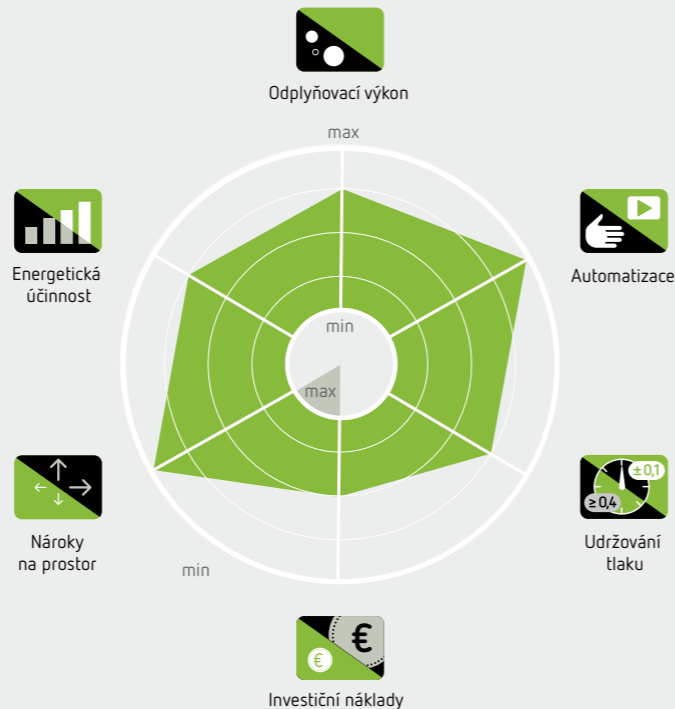 Odplyňovací výkon
max
Energetická
účinnost
Automatizace
min
max
± 0,1
≥ 0,4
Nároky
na prostor
Udržování
tlaku
min
€
€
Investiční náklady